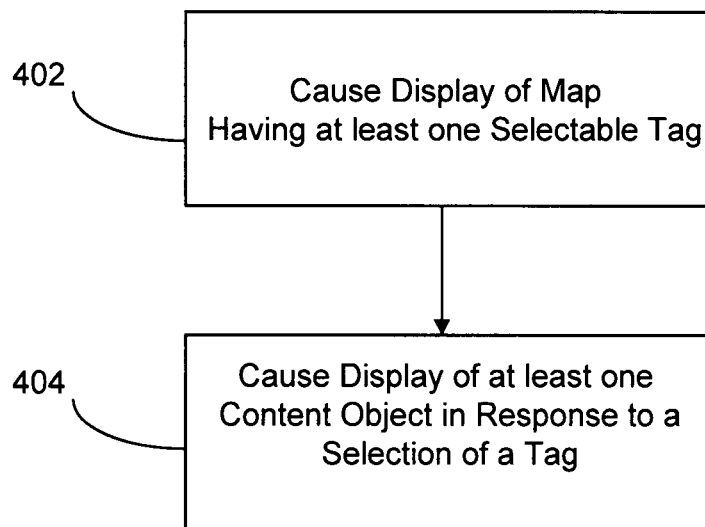 402
Cause Display of Map
Having at least one Selectable Tag
404
Cause Display of at least one
Content Object in Response to a
Selection of a Tag